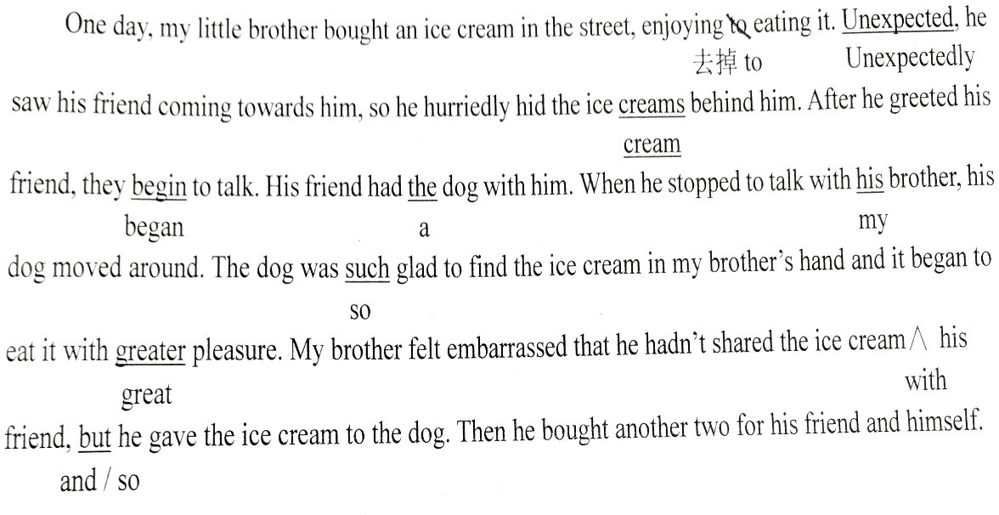 One day, my little brother bought an ice cream in the street, enjoying to eating it. Unexpected, he
去掉 to Unexpectedly
saw his friend coming towards him, so he hurriedly hid the ice creams behind him. After he greeted his
cream
friend, they begin to talk. His friend had the dog with him. When he stopped to talk with his brother, his
began a my
dog moved around. The dog was such glad to find the ice cream in my brother's hand and it began to
so
eat it with greater pleasure. My brother felt embarrassed that he hadn't shared the ice cream∧ his
great with
friend, but he gave the ice cream to the dog. Then he bought another two for his friend and himself.
and / so